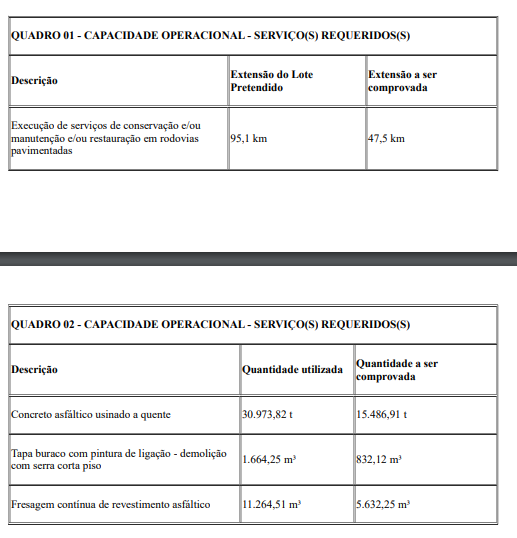 QUADRO 01 - CAPACIDADE OPERACIONAL - SERVIÇO(S) REQUERIDOS(S)
Descrição
Extensão do Lote
Pretendido
Extensão a ser
comprovada
Execução de serviços de conservação e/ou
manutenção e/ou restauração em rodovias
pavimentadas
95,1 km
47,5 km
QUADRO 02 - CAPACIDADE OPERACIONAL - SERVIÇO(S) REQUERIDOS(S)
Descrição
Quantidade utilizada
Quantidade a ser
comprovada
Concreto asfáltico usinado a quente
30.973,82 t
15.486,91 t
Tapa buraco com pintura de ligação - demolição
com serra corta piso
1.664,25 m³
832,12 m³
Fresagem contínua de revestimento asfáltico
11.264,51 m³
5.632,25 m³